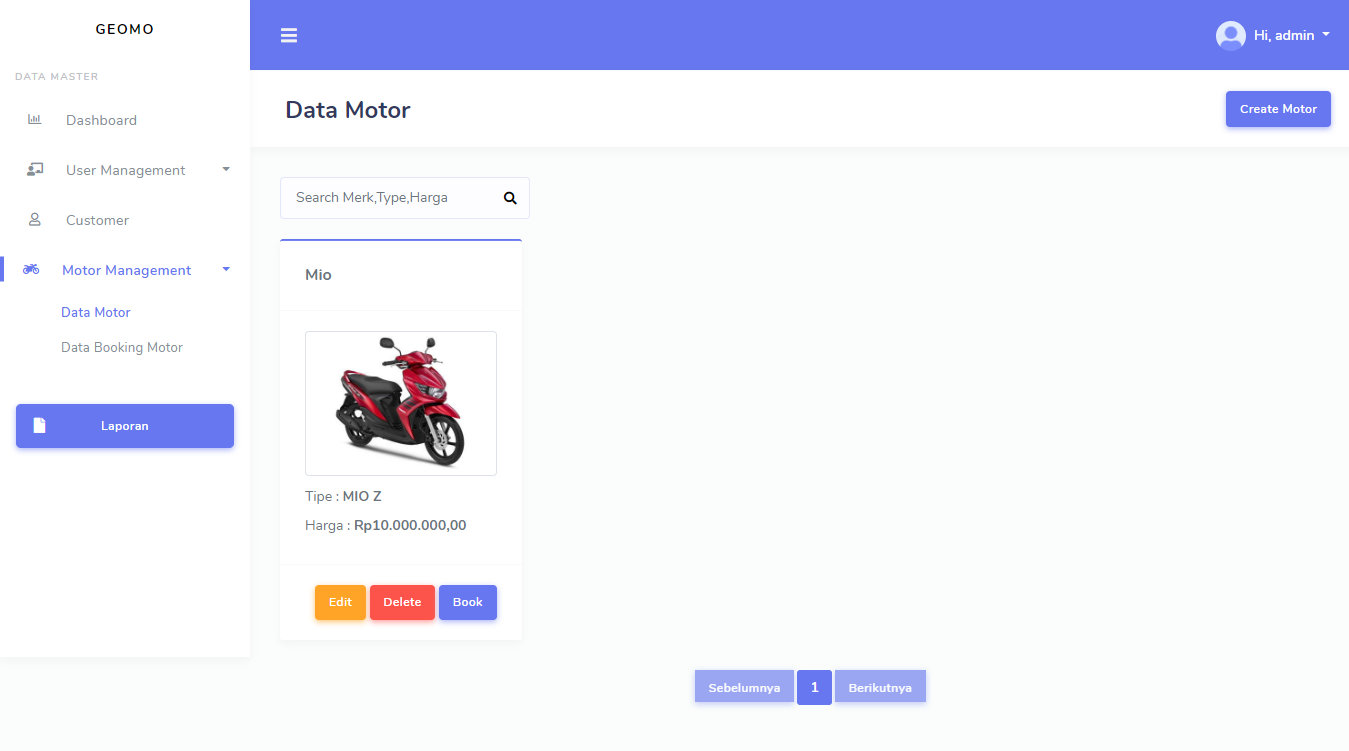 GEOMO
Hi, admin
DATA MASTER
Dashboard
User Management
Customer
Motor Management
Data Motor
Data Booking Motor
Laporan
Data Motor
Create Motor
Search Merk,Type,Harga
Mio
Tipe : MIO Z
Harga : Rp10.000.000,00
Edit Delete Book
Sebelumnya 1 Berikutnya